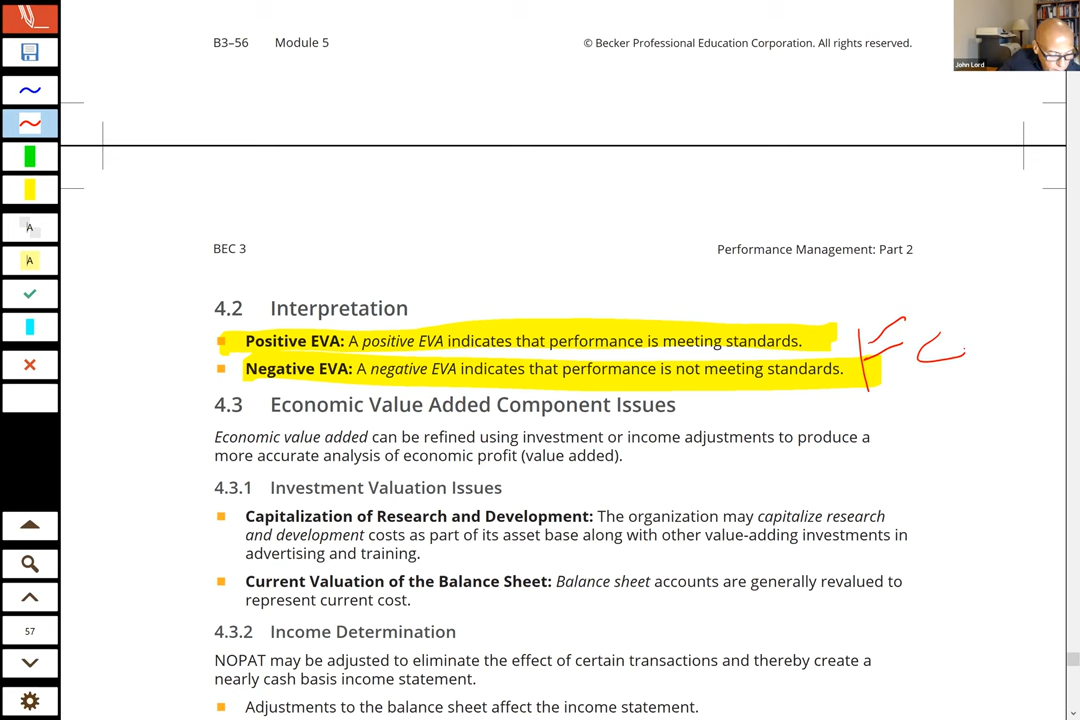 B3–56 Module 5 © Becker Professional Education Corporation. All rights reserved.
John Lord
BEC 3 Performance Management: Part 2
4.2 Interpretation
Positive EVA: A positive EVA indicates that performance is meeting standards.
Negative EVA: A negative EVA indicates that performance is not meeting standards.
4.3 Economic Value Added Component Issues
Economic value added can be refined using investment or income adjustments to produce a
more accurate analysis of economic profit (value added).
4.3.1 Investment Valuation Issues
Capitalization of Research and Development: The organization may capitalize research
and development costs as part of its asset base along with other value-adding investments in
advertising and training.
Current Valuation of the Balance Sheet: Balance sheet accounts are generally revalued to
represent current cost.
4.3.2 Income Determination
NOPAT may be adjusted to eliminate the effect of certain transactions and thereby create a
nearly cash basis income statement.
Adjustments to the balance sheet affect the income statement.
A
A
57